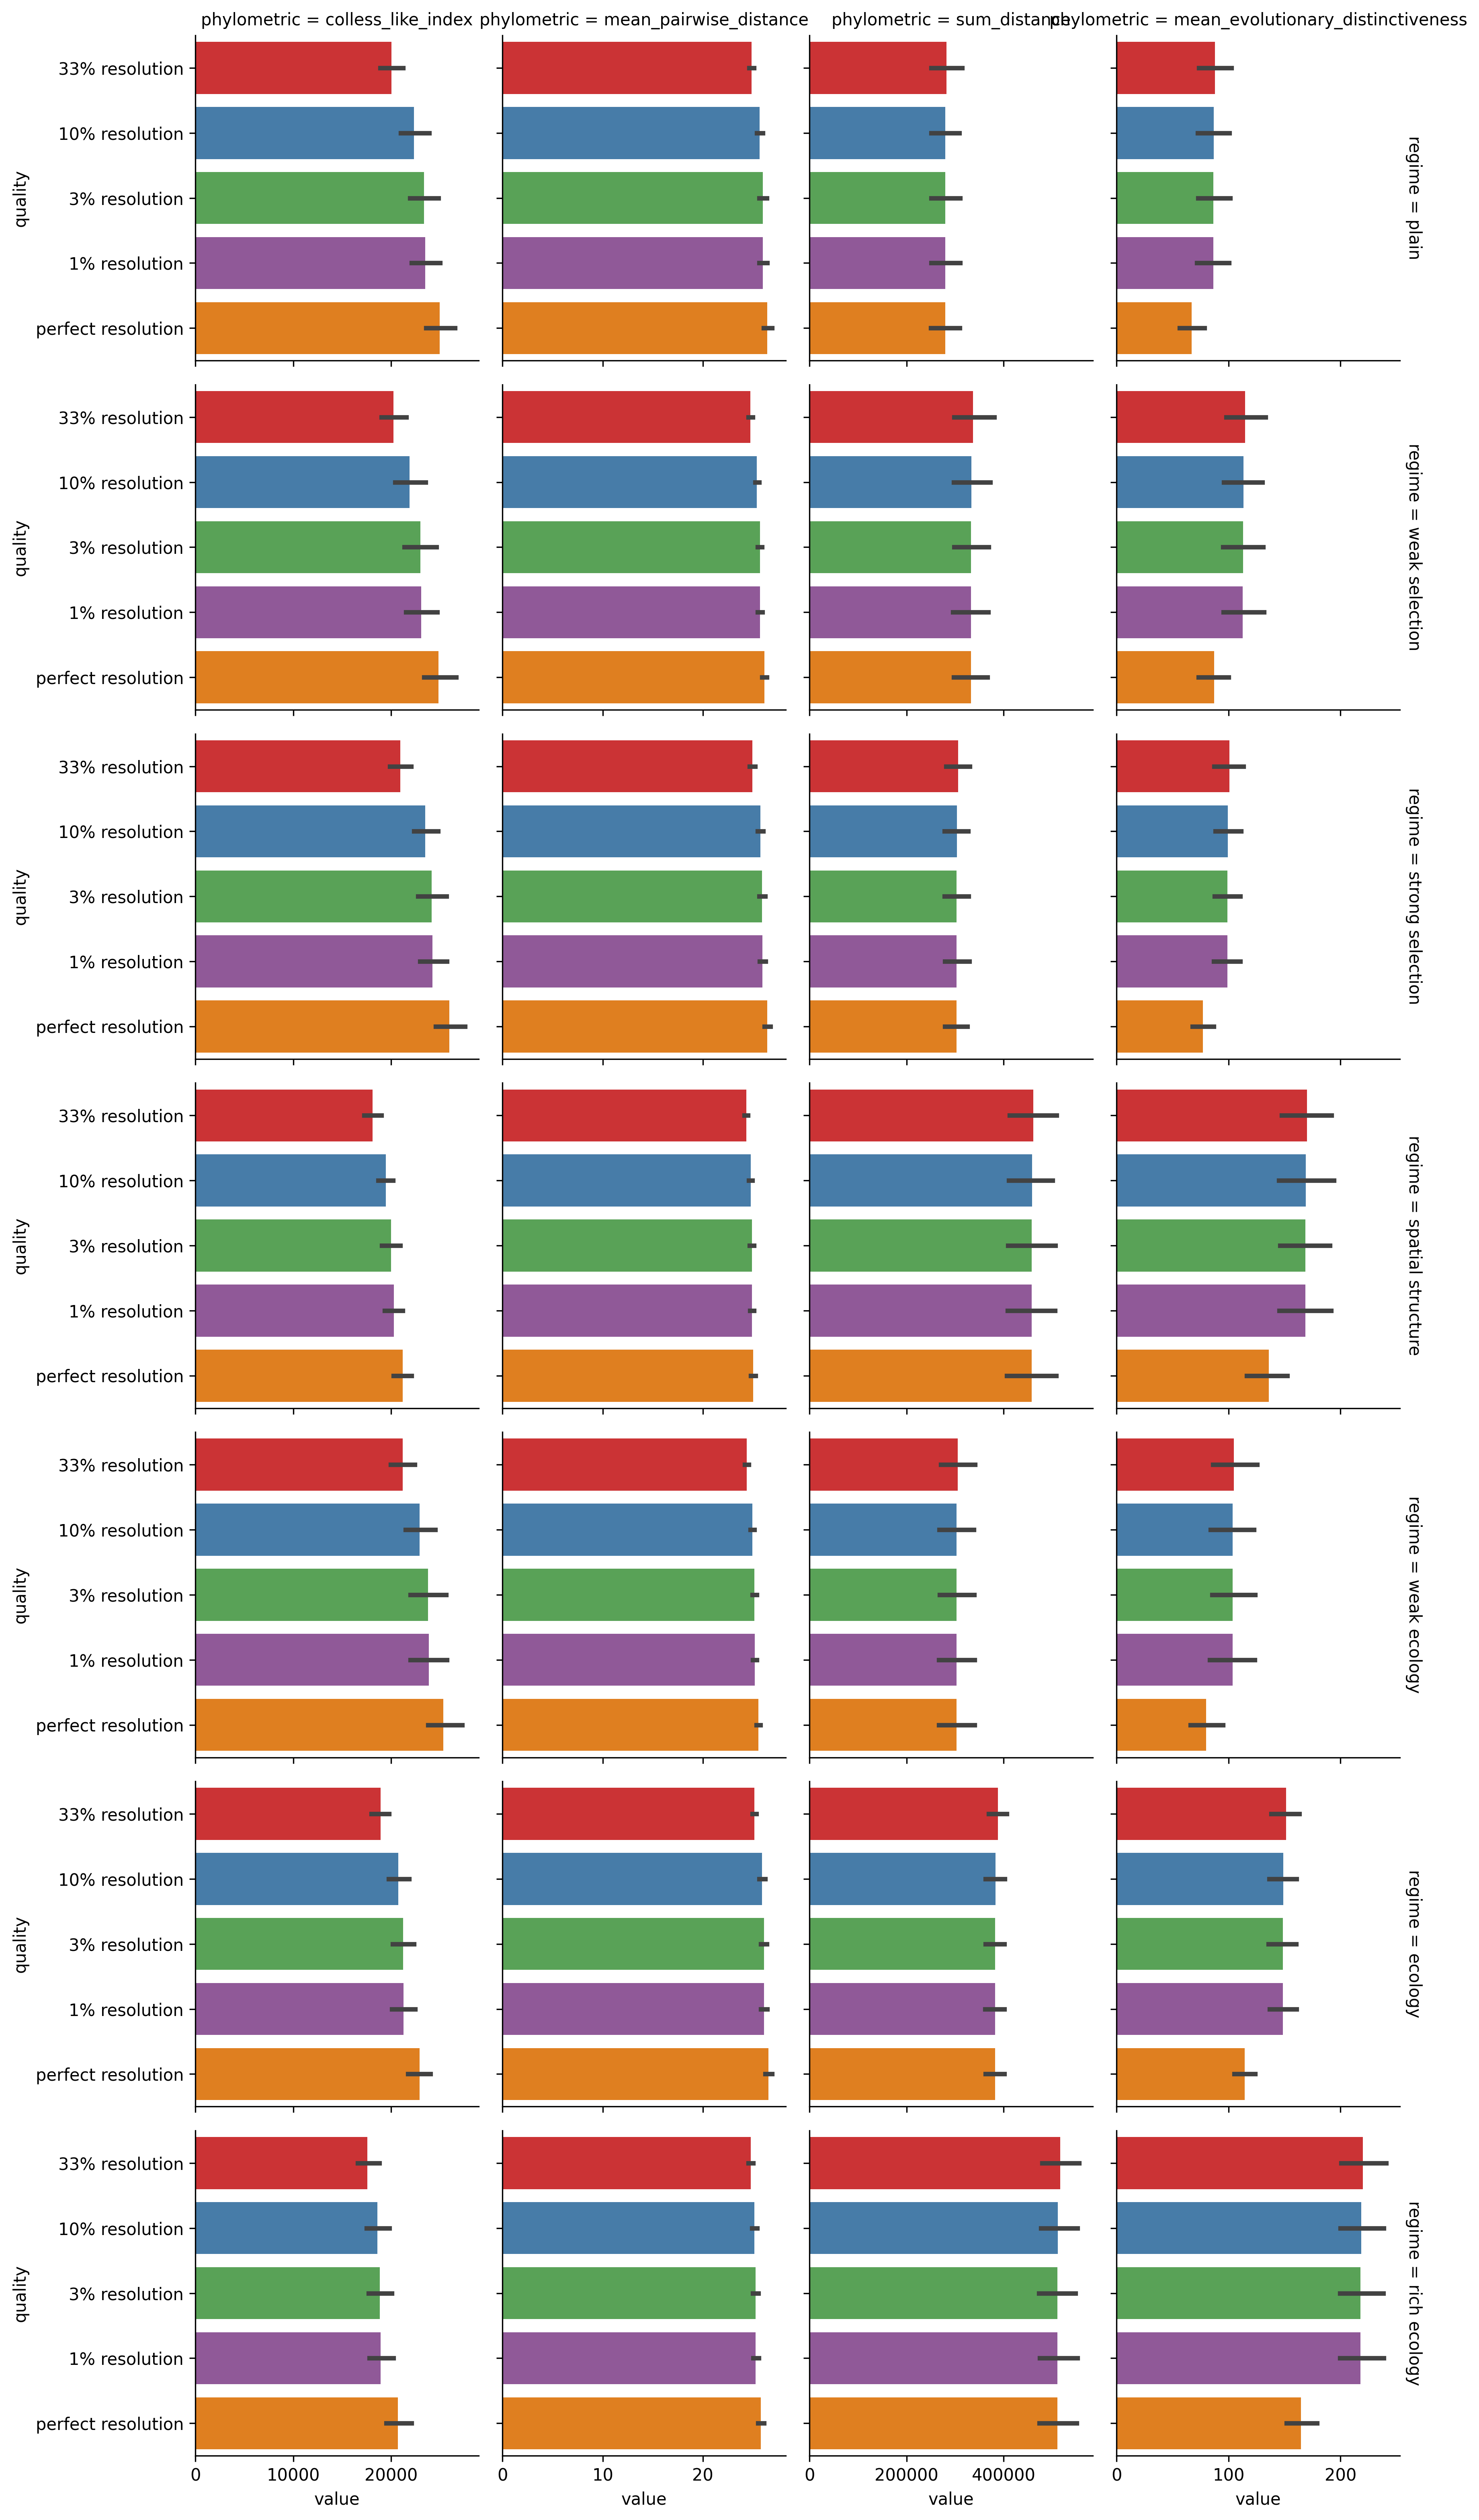 phylometric = colless_like_index
phylometric = mean_pairwise_distance
phylometric = sum_distance
phylometric = mean_evolutionary_distinctiveness
33% resolution
10% resolution
3% resolution
1% resolution
perfect resolution
quality
regime = plain
33% resolution
10% resolution
3% resolution
1% resolution
perfect resolution
quality
regime = weak selection
33% resolution
10% resolution
3% resolution
1% resolution
perfect resolution
quality
regime = strong selection
33% resolution
10% resolution
3% resolution
1% resolution
perfect resolution
quality
regime = spatial structure
33% resolution
10% resolution
3% resolution
1% resolution
perfect resolution
quality
regime = weak ecology
33% resolution
10% resolution
3% resolution
1% resolution
perfect resolution
quality
regime = ecology
33% resolution
10% resolution
3% resolution
1% resolution
perfect resolution
quality
regime = rich ecology
0 10000 20000
value
0 10 20
value
0 200000 400000
value
0 100 200
value